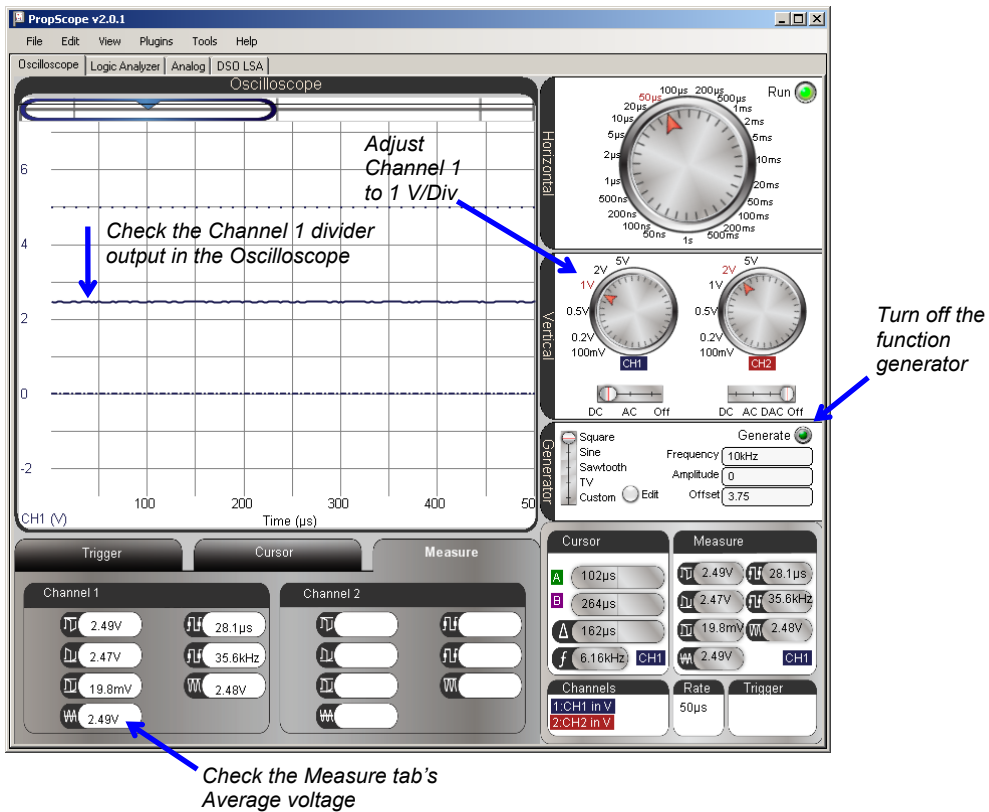 PropScope v2.0.1
File Edit View Plugins Tools Help
Oscilloscope Logic Analyzer Analog DSO LSA
Oscilloscope
6
4
2
0
-2
100 200 300 400 50
CH1 (V)
Time (µs)
Adjust
Channel 1
to 1 V/Div
Check the Channel 1 divider
output in the Oscilloscope
Horizontal
Run
50ns
100ns
200ns
500ns
1µs
2µs
5µs
10µs
20µs
50µs
100µs
200µs
500µs
1ms
2ms
5ms
10ms
20ms
50ms
100ms
200ms
500ms
1s
Vertical
5V
2V
1V
0.5V
0.2V
100mV
CH1
DC AC Off
5V
2V
1V
0.5V
0.2V
100mV
CH2
DC AC DAC Off
Turn off the
function
generator
Generator
Square
Sine
Sawtooth
TV
Custom
Edit
Generate
Frequency 10kHz
Amplitude 0
Offset 3.75
Trigger Cursor Measure
Channel 1
2.49V 28.1µs
2.47V 35.6kHz
19.8mV 2.48V
2.49V
Channel 2
Cursor
A 102µs
B 264µs
Δ 162µs
f 6.16kHz CH1
Measure
2.49V 28.1µs
2.47V 35.6kHz
19.8mV 2.48V
2.49V CH1
Channels
1:CH1 in V
2:CH2 in V
Rate
50µs
Trigger
Check the Measure tab's
Average voltage